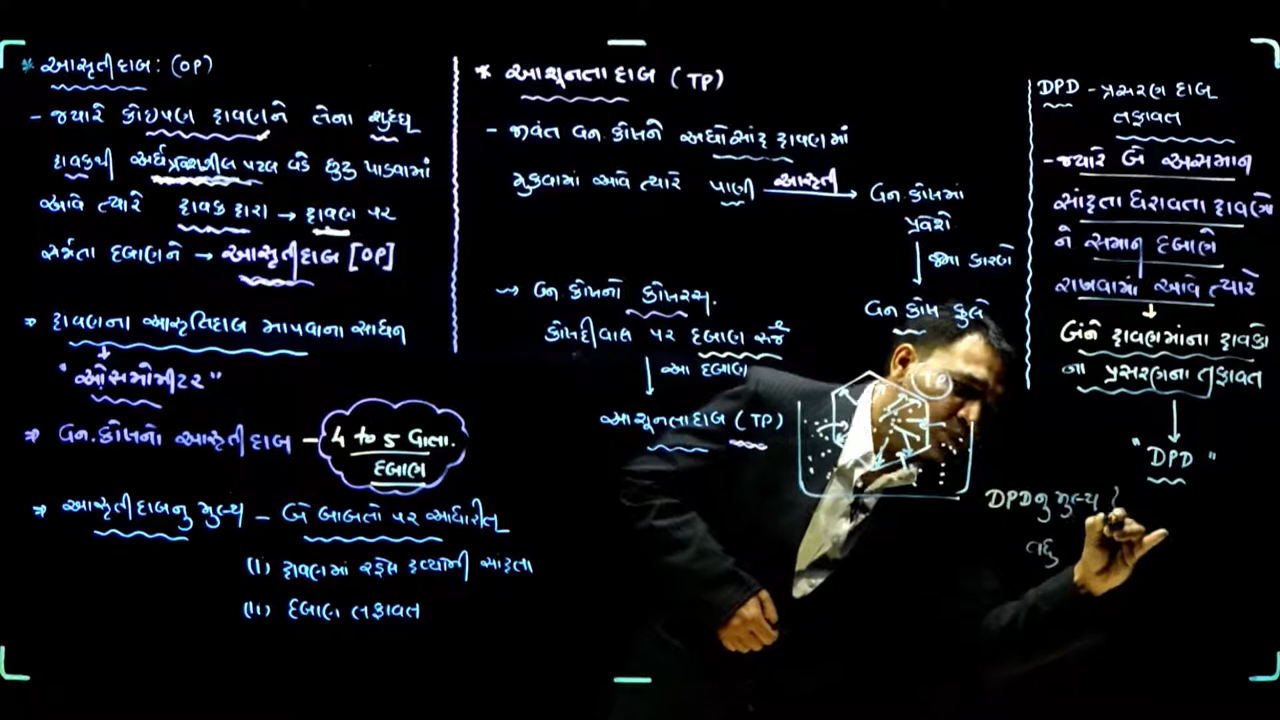 * આસૃતીદાબ : (OP)
- જ્યારે કોઇપણ દ્રાવણને તેના શુદ્ધ
દ્રાવકથી અર્ધપ્રવેશશીલ પટલ વડે છુટુ પાડવામાં
આવે ત્યારે દ્રાવક દ્વારા → દ્રાવણ પર
સર્જાતા દબાણને → આસૃતીદાબ [OP]
* દ્રાવણના આસૃતિદાબ માપવાના સાધન
"ઓસમોમીટર"
* વન.કોષનો આસૃતીદાબ - 4 to 5 વાતા.
દબાણ
* આસૃતીદાબનુ મુલ્ય - બે બાબતો પર આધારીત
(I) દ્રાવણમાં રહેલ દ્રવ્યોની સાંદ્રતા
(II) દબાણ તફાવત
* આશૂનતા દાબ (TP)
- જીવંત વન.કોષને અધોસાંદ્ર દ્રાવણમાં
મુકવામાં આવે ત્યારે પાણી આસૃતી → વન.કોષમાં
પ્રવેશે
જેના કારણે
વન કોષ ફુલે
→ વન કોષનો કોષરસ.
કોષદીવાલ પર દબાણ સર્જે
આ દબાણ
આશૂનતાદાબ (TP)
TP
DPD - પ્રસરણ દાબ
તફાવત
- જ્યારે બે અસમાન
સાંદ્રતા ધરાવતા દ્રાવણો
ને સમાન દબાણે
રાખવામાં આવે ત્યારે
બંને દ્રાવણમાંના દ્રાવકો
ના પ્રસરણના તફાવત
"DPD"
DPDનુ મુલ્ય